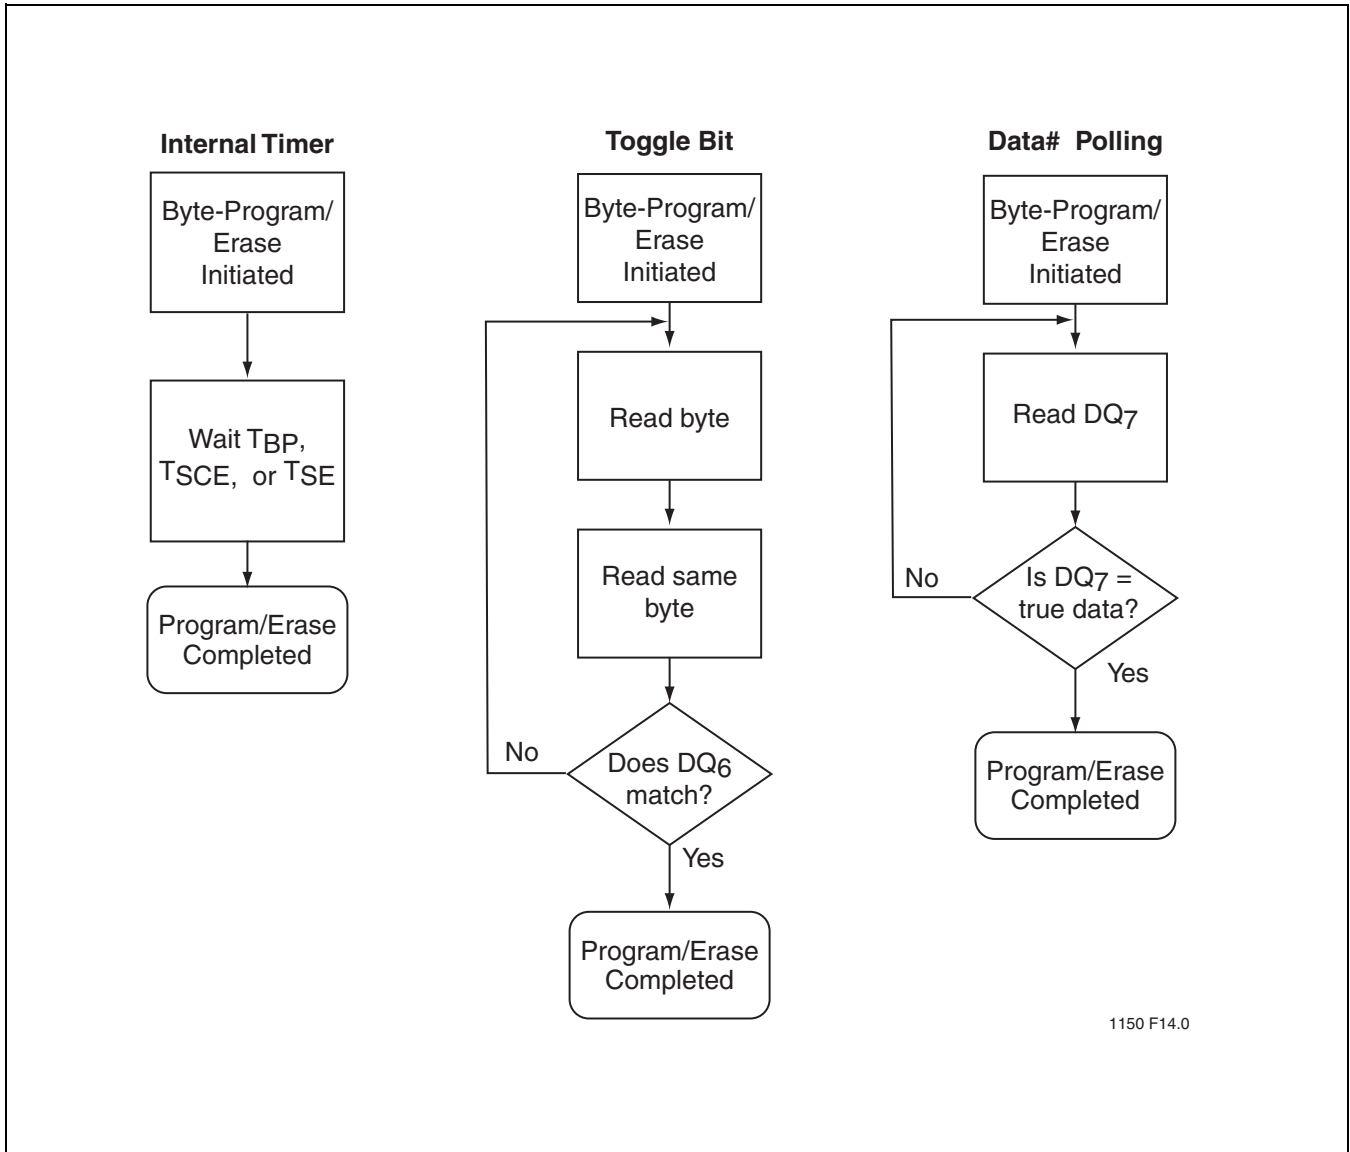 Internal Timer
Byte-Program/
Erase
Initiated
Wait TBP,
TSCE, or TSE
Program/Erase
Completed
Toggle Bit
Byte-Program/
Erase
Initiated
Read byte
Read same
byte
No
Does DQ6
match?
Yes
Program/Erase
Completed
Data# Polling
Byte-Program/
Erase
Initiated
Read DQ7
No
Is DQ7 =
true data?
Yes
Program/Erase
Completed
1150 F14.0